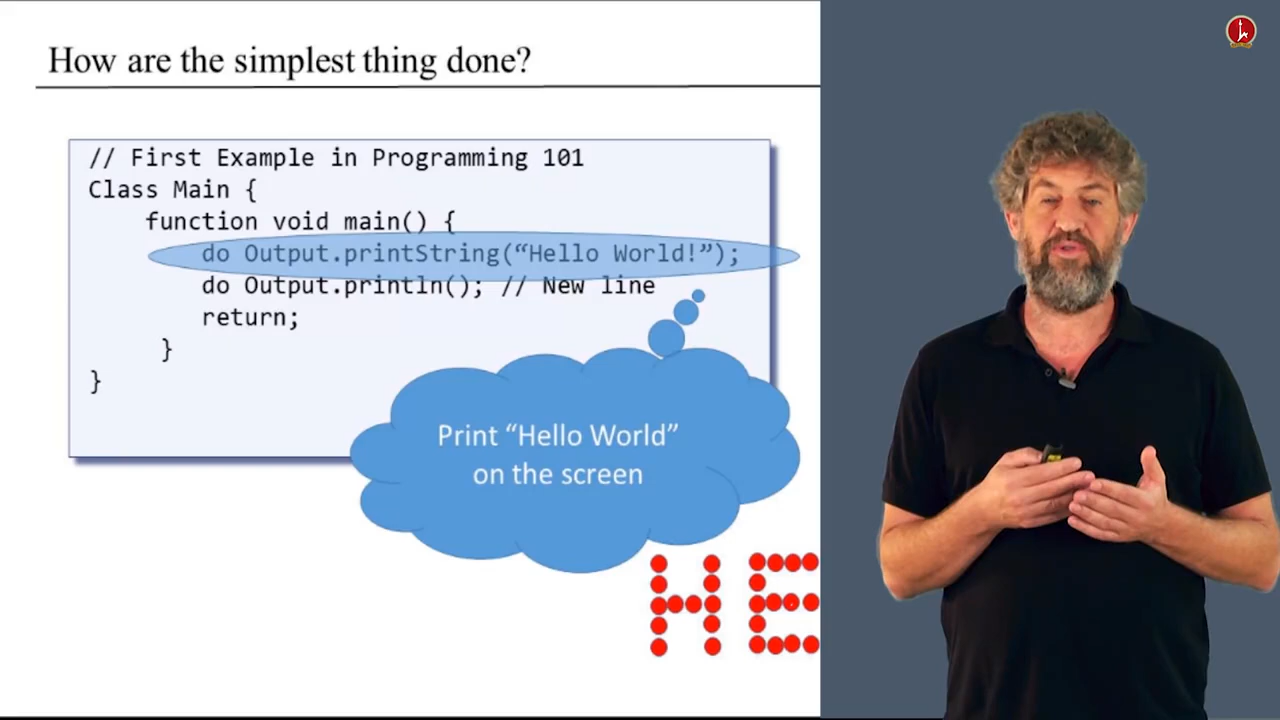 How are the simplest thing done?
// First Example in Programming 101
Class Main {
function void main() {
do Output.printString(“Hello World!”);
do Output.println(); // New line
return;
}
}
Print “Hello World”
on the screen
HE